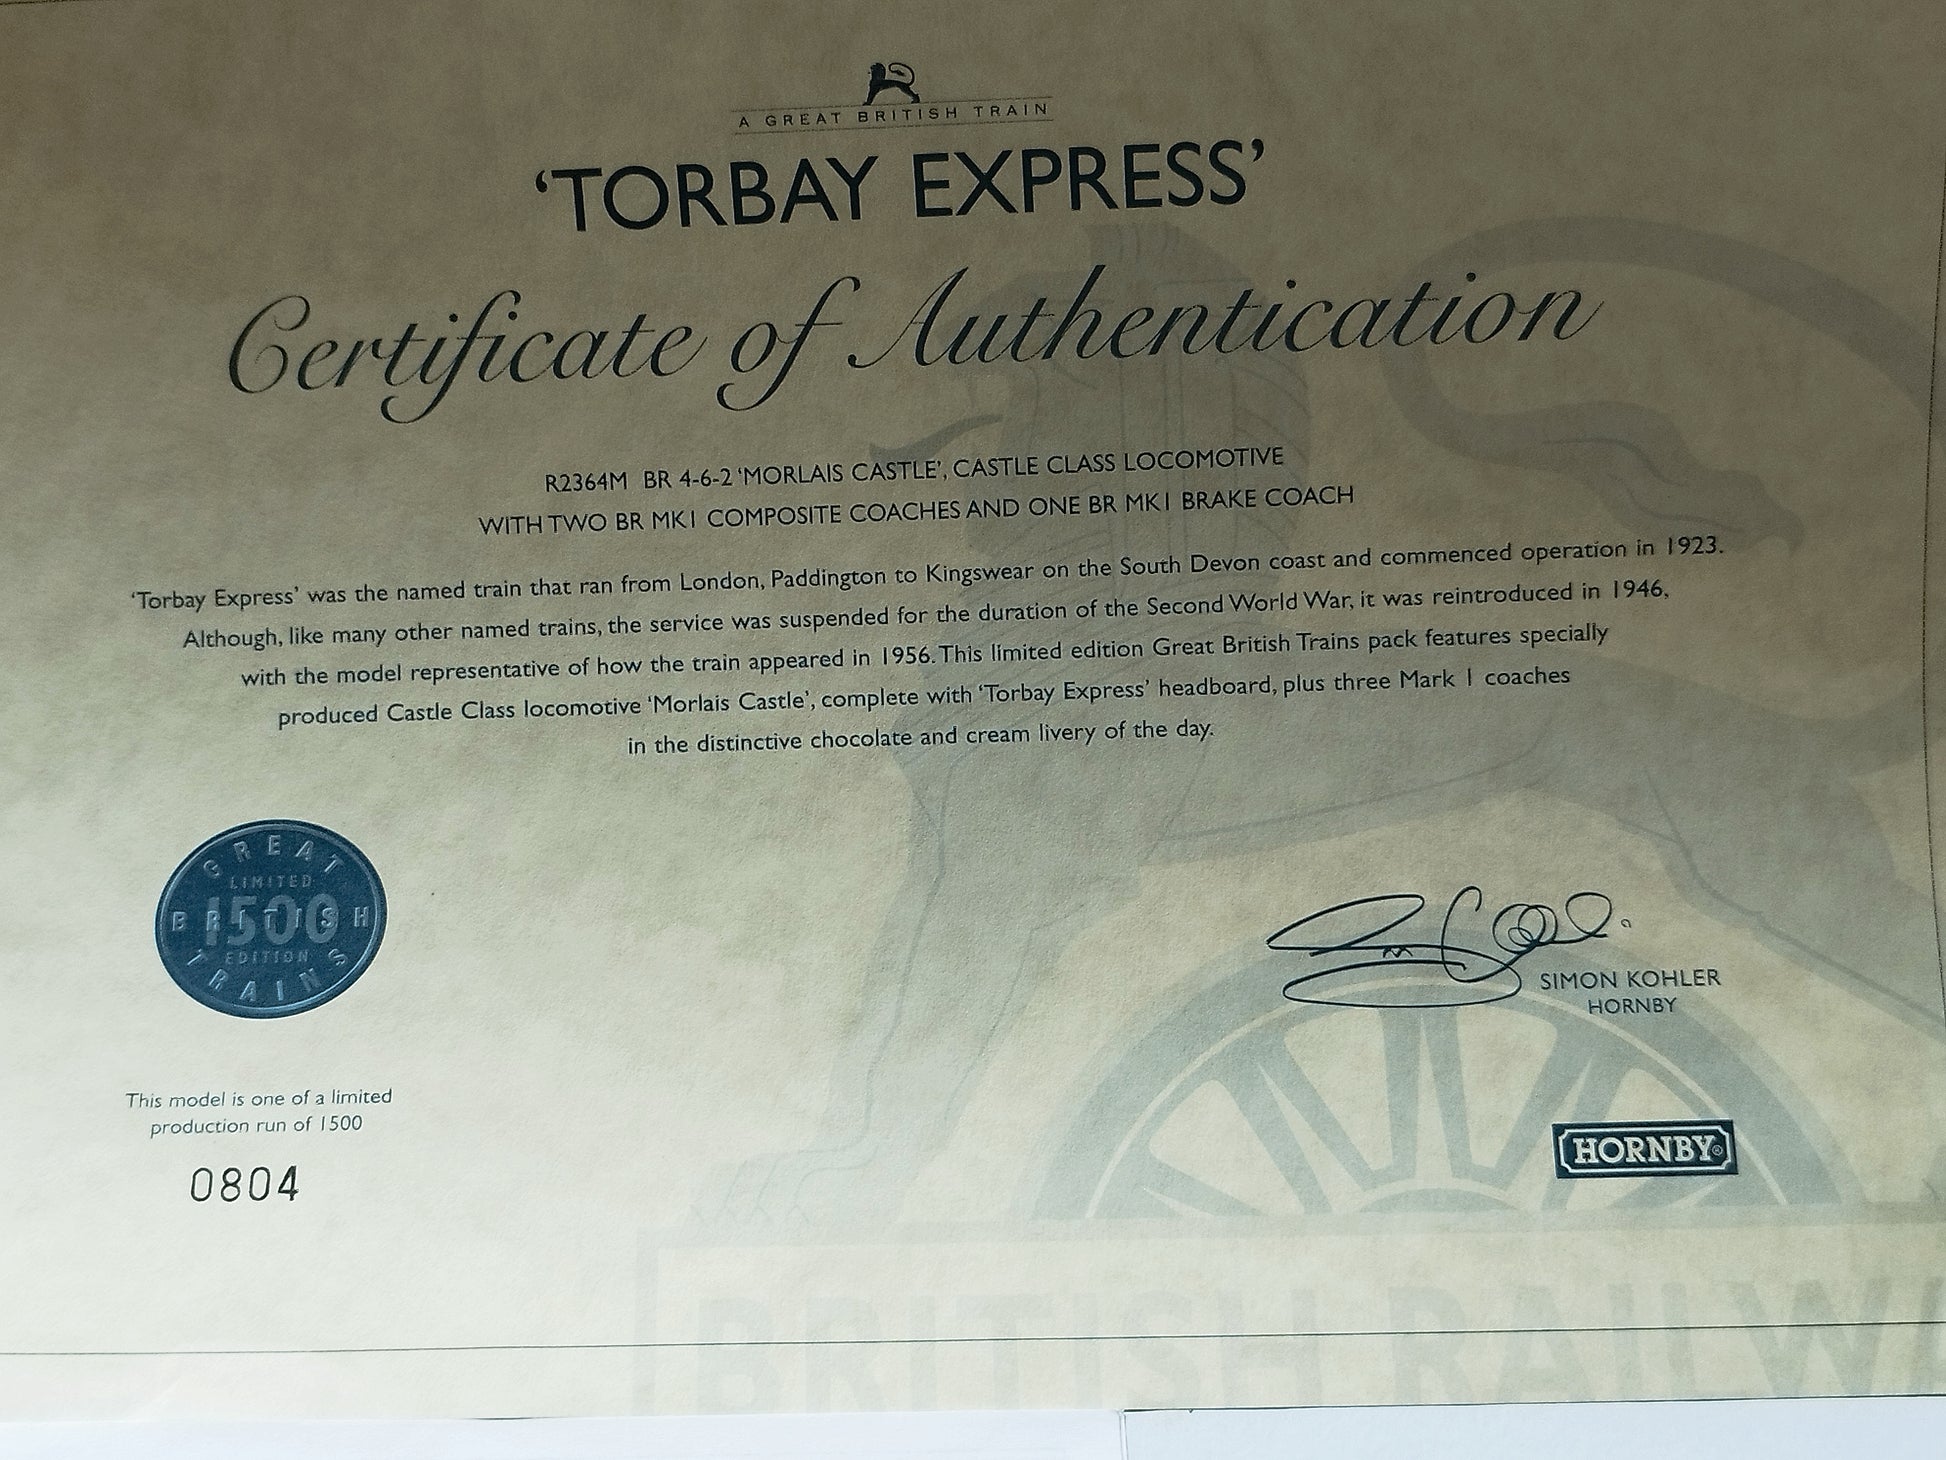 A GREAT BRITISH TRAIN
‘TORBAY EXPRESS’
Certificate of Authentication
R2364M BR 4-6-2 ‘MORLAIS CASTLE’, CASTLE CLASS LOCOMOTIVE
WITH TWO BR MK1 COMPOSITE COACHES AND ONE BR MK1 BRAKE COACH
‘Torbay Express’ was the named train that ran from London, Paddington to Kingswear on the South Devon coast and commenced operation in 1923.
Although, like many other named trains, the service was suspended for the duration of the Second World War, it was reintroduced in 1946,
with the model representative of how the train appeared in 1956. This limited edition Great British Trains pack features specially
produced Castle Class locomotive ‘Morlais Castle’, complete with ‘Torbay Express’ headboard, plus three Mark 1 coaches
in the distinctive chocolate and cream livery of the day.
GREAT
LIMITED
1500
BRITISH
EDITION
TRAINS
SIMON KOHLER
HORNBY
This model is one of a limited
production run of 1500
0804
HORNBY®
BRITISH RAILW